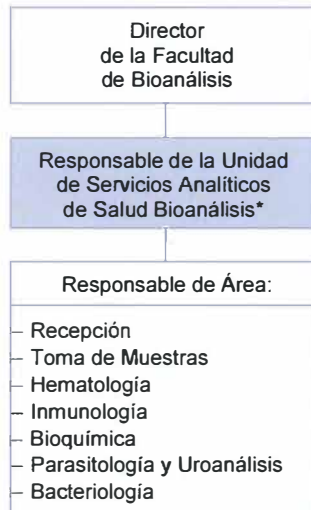 Director
de la Facultad
de Bioanálisis
Responsable de la Unidad
de Servicios Analíticos
de Salud Bioanálisis*
Responsable de Área:
– Recepción
– Toma de Muestras
– Hematología
– Inmunología
– Bioquímica
– Parasitología y Uroanálisis
– Bacteriología